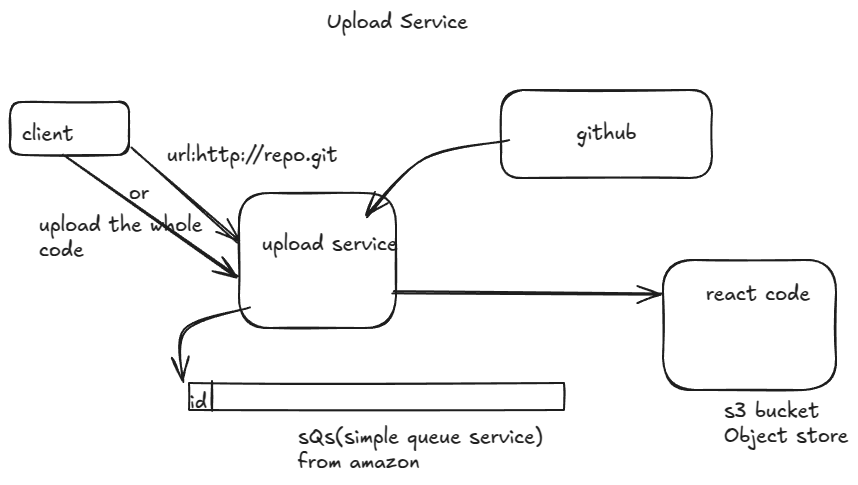 Upload Service
client
github
url:http://repo.git
or
upload the whole
code
upload service
react code
id
s3 bucket
Object store
sQs(simple queue service)
from amazon